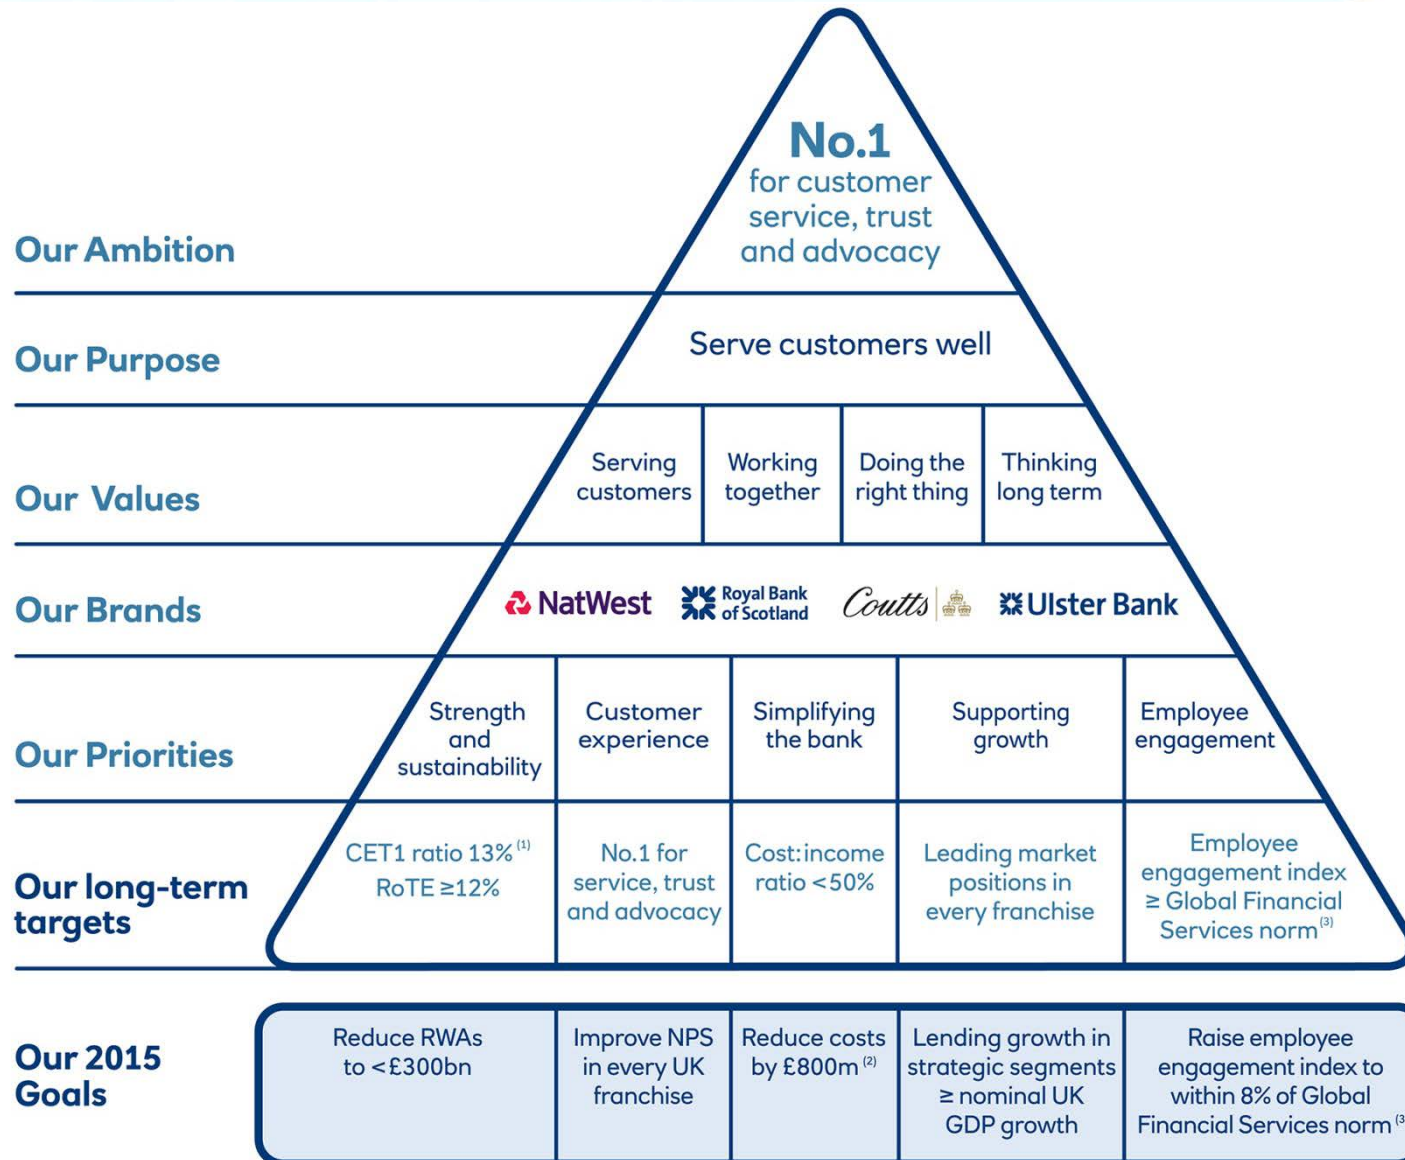 No.1
for customer
service, trust
and advocacy
Our Ambition
Our Purpose
Serve customers well
Our Values
Serving
customers
Working
together
Doing the
right thing
Thinking
long term
Our Brands
NatWest
Royal Bank
of Scotland
Coutts
Ulster Bank
Our Priorities
Strength
and
sustainability
Customer
experience
Simplifying
the bank
Supporting
growth
Employee
engagement
Our long-term
targets
CET1 ratio 13% (1)
RoTE ≥12%
No.1 for
service, trust
and advocacy
Cost:income
ratio <50%
Leading market
positions in
every franchise
Employee
engagement index
≥ Global Financial
Services norm (3)
Our 2015
Goals
Reduce RWAs
to <£300bn
Improve NPS
in every UK
franchise
Reduce costs
by £800m (2)
Lending growth in
strategic segments
≥ nominal UK
GDP growth
Raise employee
engagement index to
within 8% of Global
Financial Services norm (3